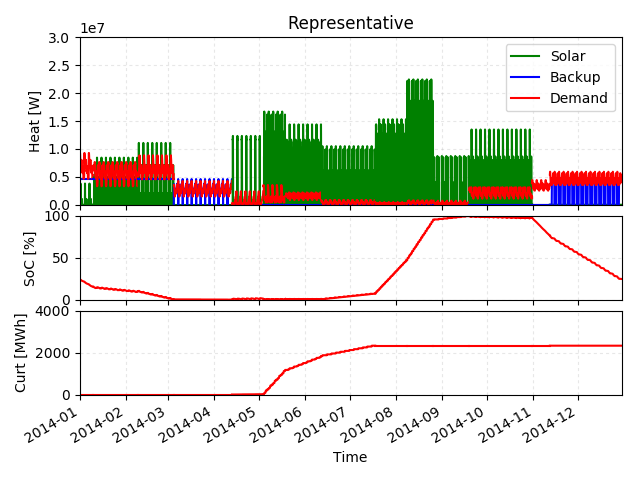 Representative
1e7
3.0
2.5
2.0
1.5
1.0
0.5
0.0
Heat [W]
Solar
Backup
Demand
100
50
0
SoC [%]
4000
2000
0
Curt [MWh]
2014-01
2014-02
2014-03
2014-04
2014-05
2014-06
2014-07
2014-08
2014-09
2014-10
2014-11
2014-12
Time